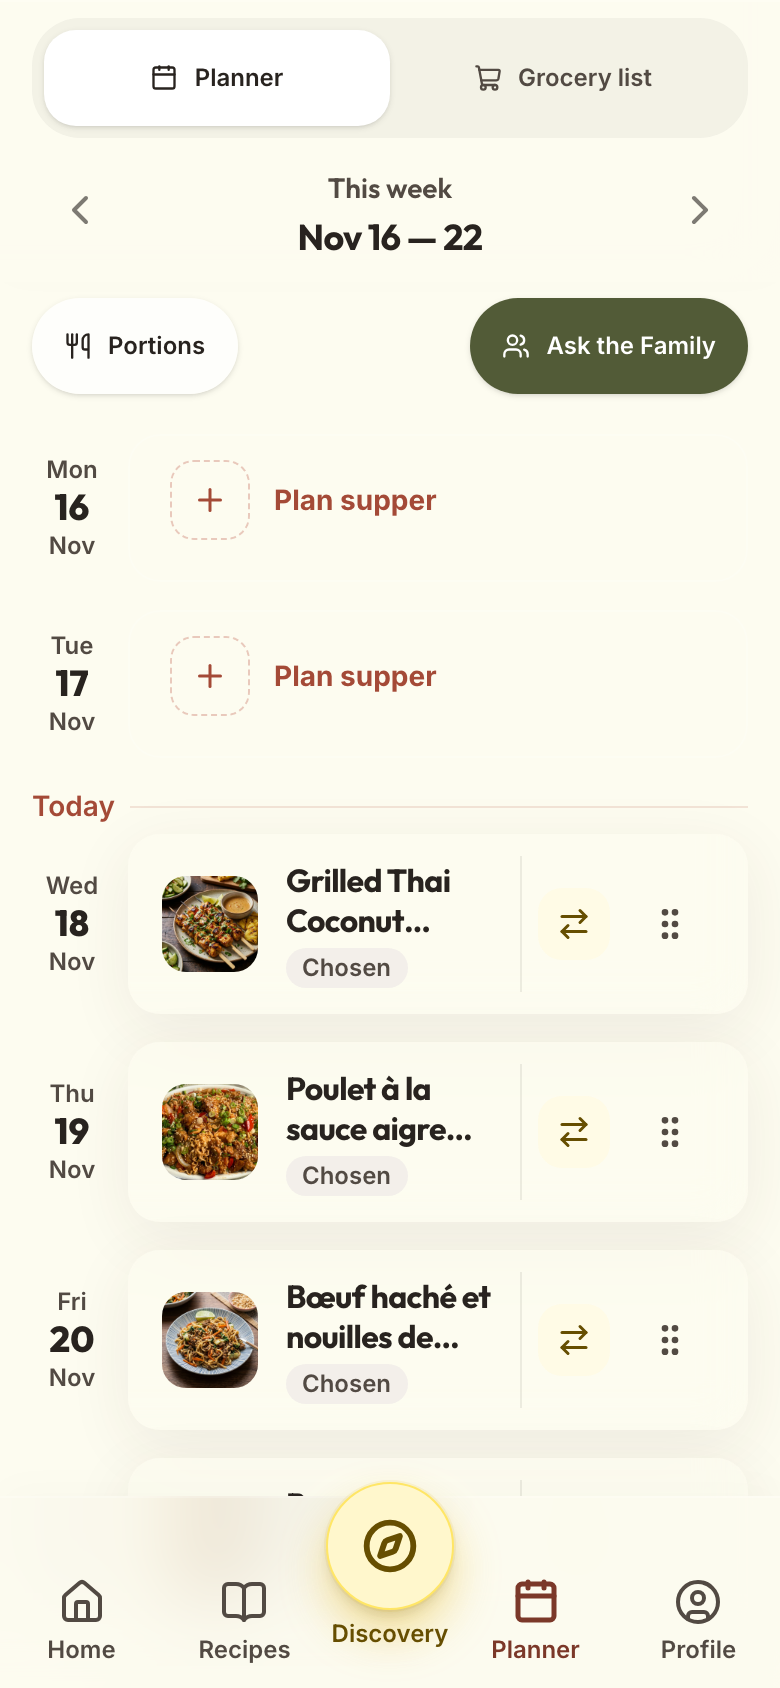 Planner
Grocery list
This week
Nov 16 — 22
Portions
Ask the Family
Mon
16
Nov
Plan supper
Tue
17
Nov
Plan supper
Today
Wed
18
Nov
Grilled Thai
Coconut...
Chosen
Thu
19
Nov
Poulet à la
sauce aigre...
Chosen
Fri
20
Nov
Bœuf haché et
nouilles de...
Chosen
Home
Recipes
Discovery
Planner
Profile